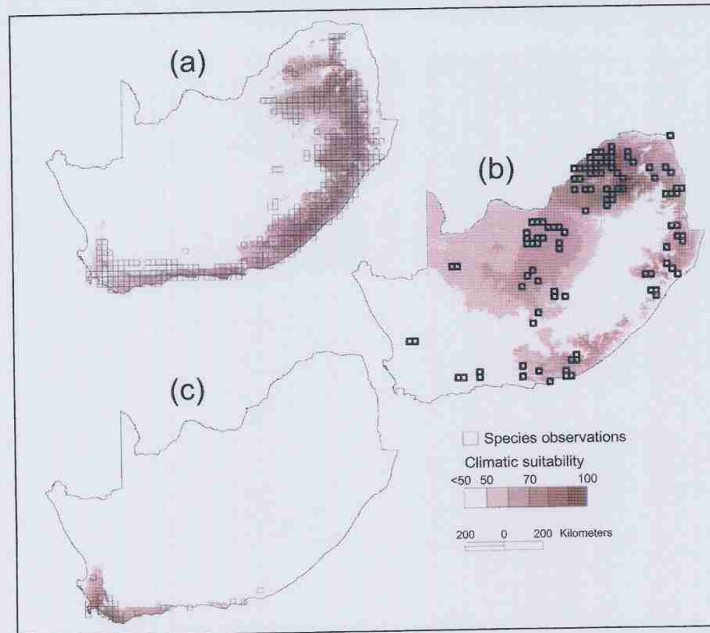 (a)
(b)
(c)
Species observations
Climatic suitability
<50 50 70 100
200 0 200 Kilometers